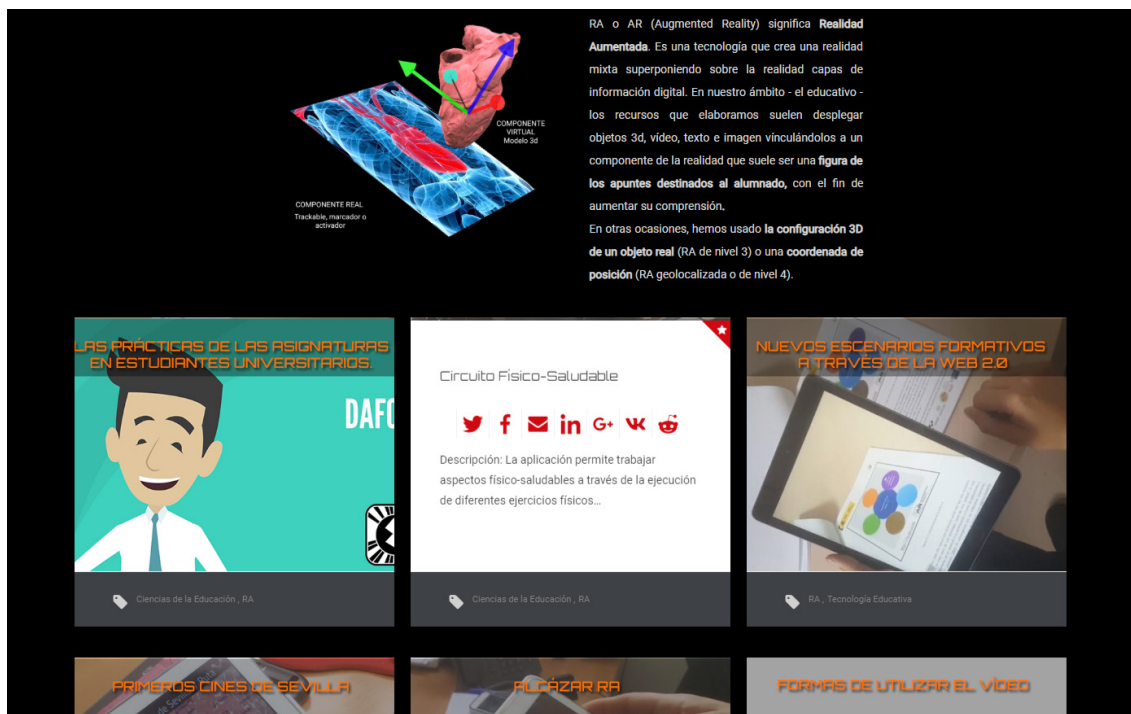 RA o AR (Augmented Reality) significa Realidad
Aumentada. Es una tecnología que crea una realidad
mixta superponiendo sobre la realidad capas de
información digital. En nuestro ámbito - el educativo -
los recursos que elaboramos suelen desplegar
objetos 3d, vídeo, texto e imagen vínculándolos a un
componente de la realidad que suele ser una figura de
los apuntes destinados al alumnado, con el fin de
aumentar su comprensión.
En otras ocasiones, hemos usado la configuración 3D
de un objeto real (RA de nivel 3) o una coordenada de
posición (RA geolocalizada o de nivel 4).
COMPONENTE
VIRTUAL
Modelo 3d
COMPONENTE REAL
Trackable, marcador o
activador
LAS PRÁCTICAS DE LAS ASIGNATURAS
EN ESTUDIANTES UNIVERSITARIOS.
DAFO
Ciencias de la Educación , RA
Circuito Físico-Saludable
Descripción: La aplicación permite trabajar
aspectos físico-saludables a través de la ejecución
de diferentes ejercicios físicos...
Ciencias de la Educación , RA
NUEVOS ESCENARIOS FORMATIVOS
A TRAVÉS DE LA WEB 2.0
RA , Tecnología Educativa
PRIMEROS CINES DE SEVILLA
ALCÁZAR RA
FORMAS DE UTILIZAR EL VÍDEO